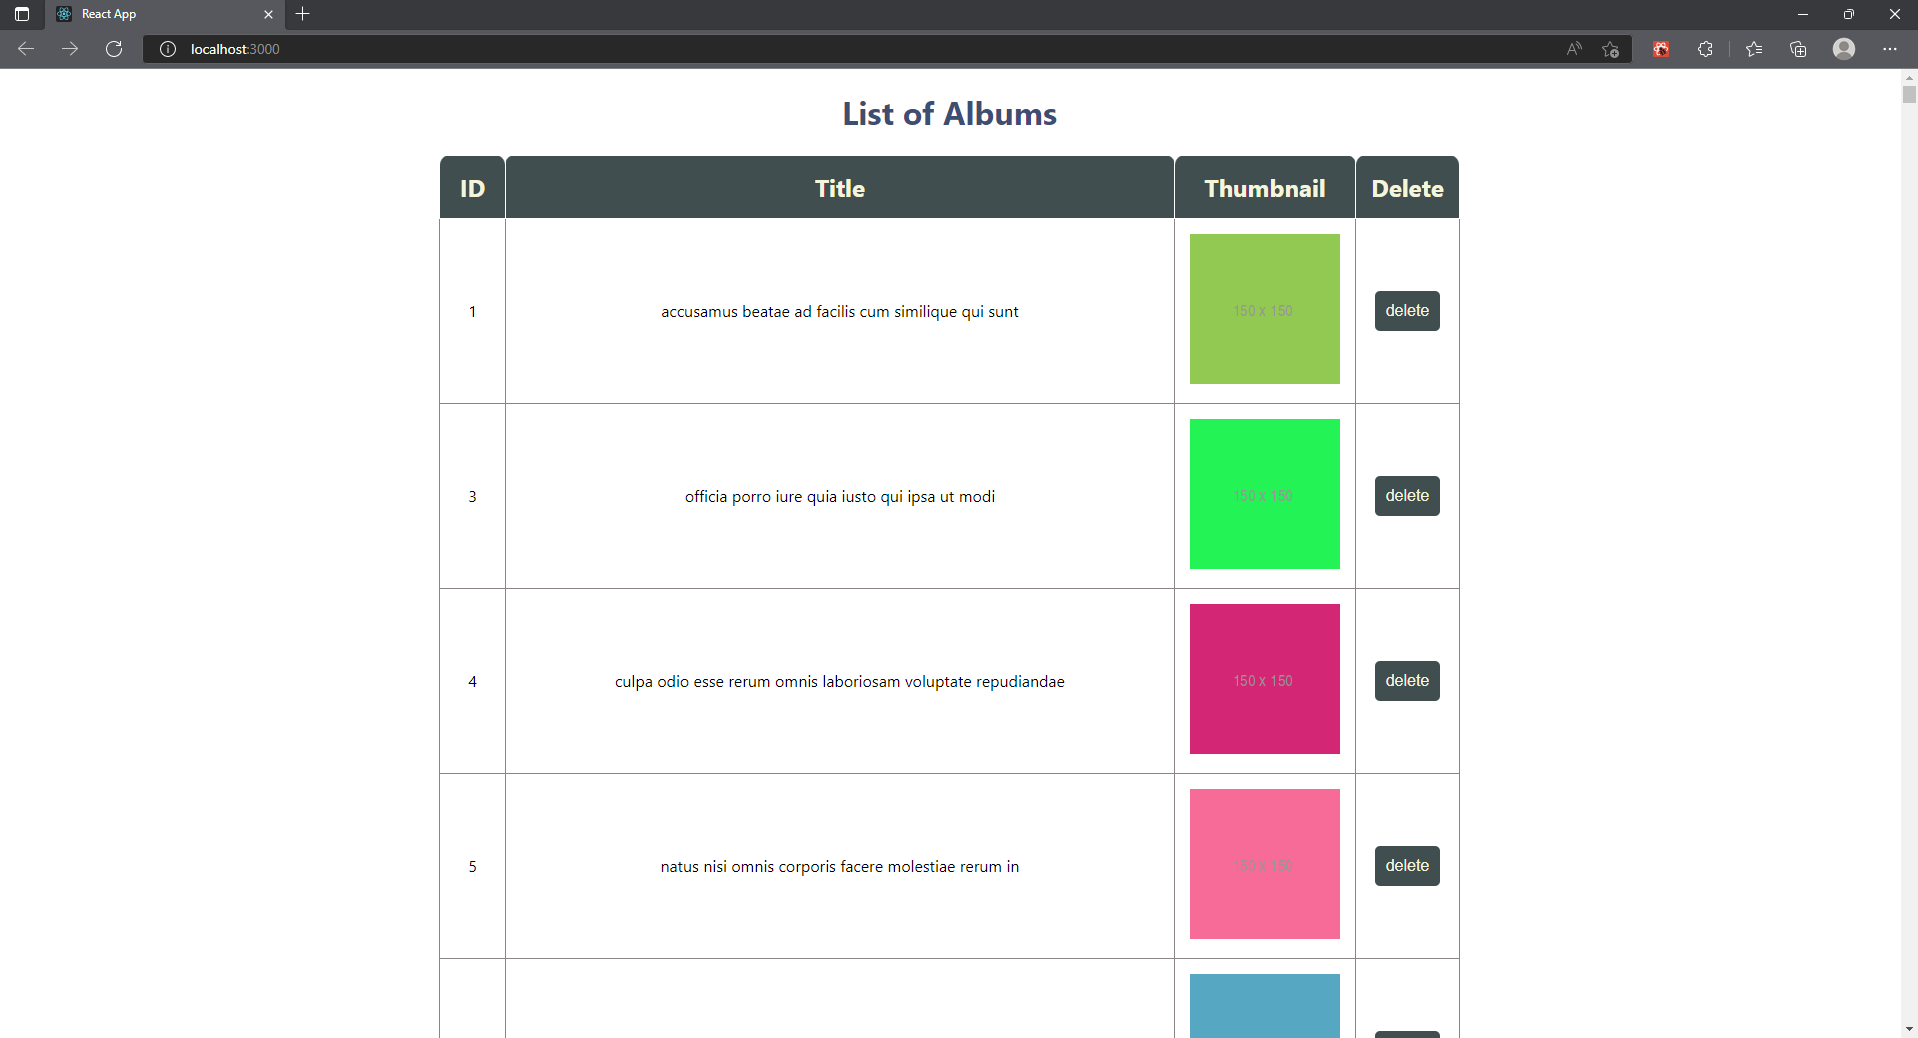 React App
localhost:3000
List of Albums
ID Title Thumbnail Delete
1 accusamus beatae ad facilis cum similique qui sunt 150 x 150 delete
3 officia porro iure quia iusto qui ipsa ut modi 150 x 150 delete
4 culpa odio esse rerum omnis laboriosam voluptate repudiandae 150 x 150 delete
5 natus nisi omnis corporis facere molestiae rerum in 150 x 150 delete